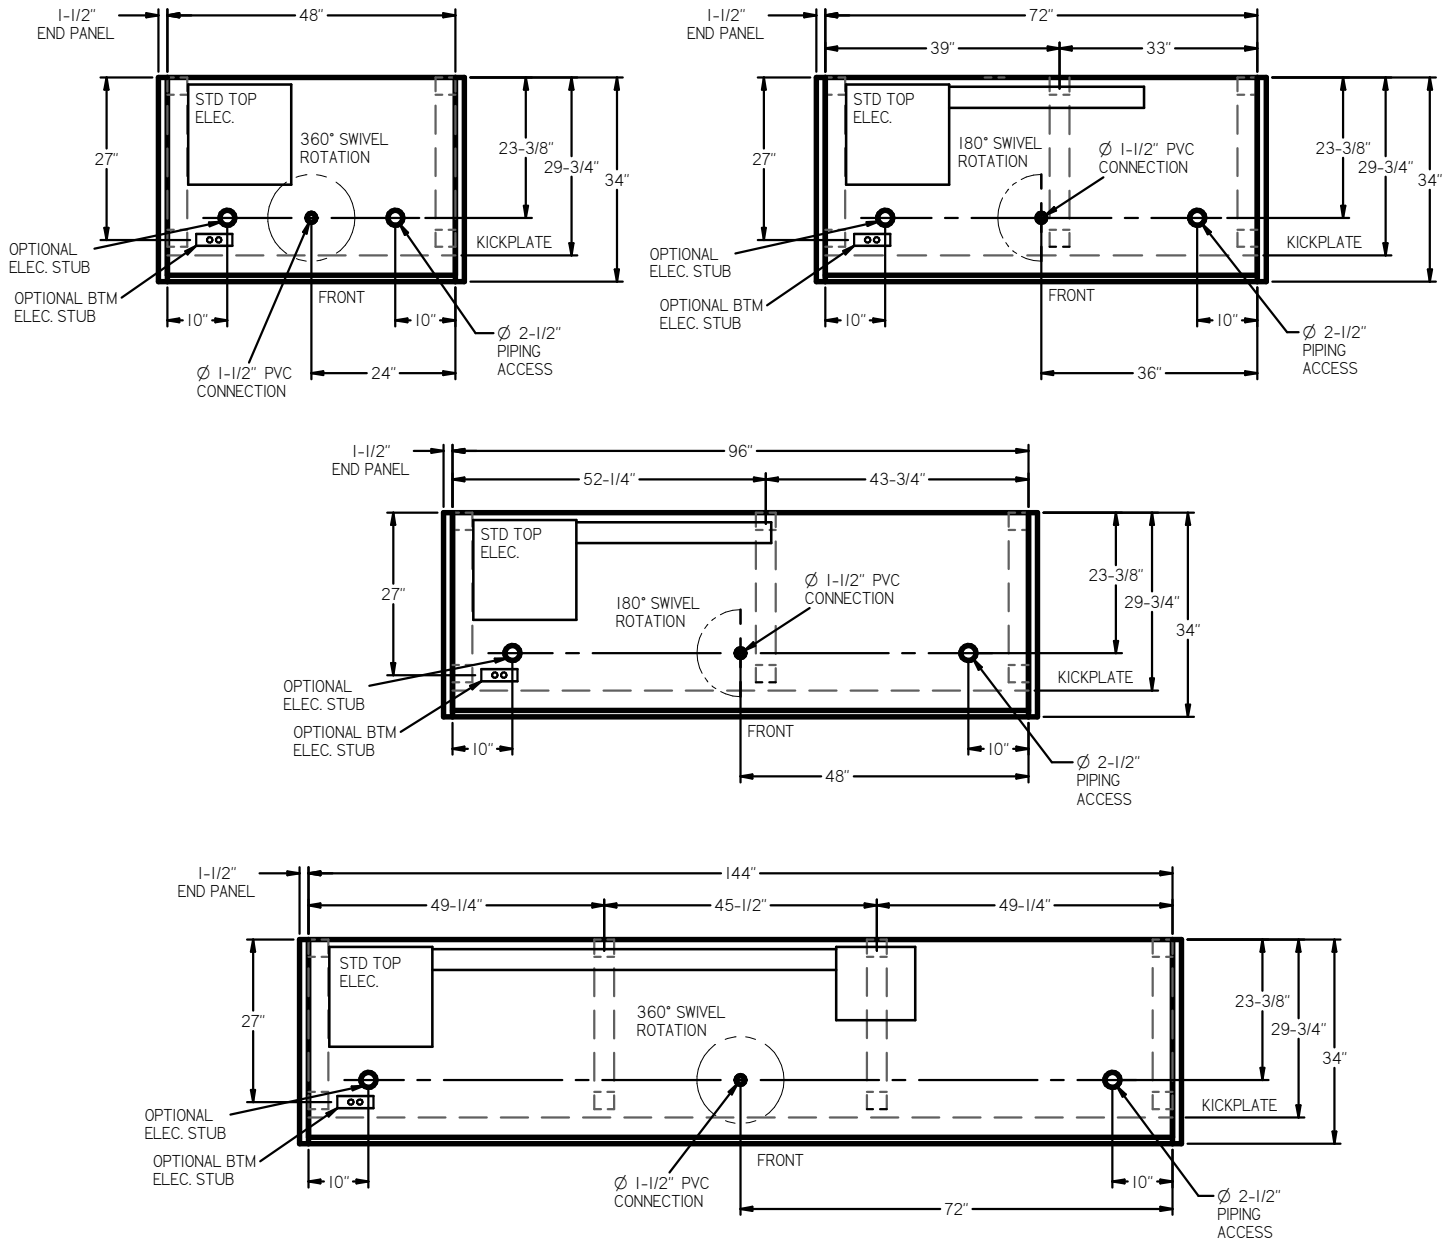 1-1/2"
END PANEL
48"
STD TOP
ELEC.
360° SWIVEL
ROTATION
27"
23-3/8"
29-3/4"
34"
OPTIONAL
ELEC. STUB
KICKPLATE
OPTIONAL BTM
ELEC. STUB
FRONT
10"
10"
Ø 2-1/2"
PIPING
ACCESS
Ø 1-1/2" PVC
CONNECTION
24"
1-1/2"
END PANEL
72"
39"
33"
STD TOP
ELEC.
180° SWIVEL
ROTATION
Ø 1-1/2" PVC
CONNECTION
27"
23-3/8"
29-3/4"
34"
OPTIONAL
ELEC. STUB
KICKPLATE
OPTIONAL BTM
ELEC. STUB
FRONT
10"
10"
Ø 2-1/2"
PIPING
ACCESS
36"
1-1/2"
END PANEL
96"
52-1/4"
43-3/4"
STD TOP
ELEC.
Ø 1-1/2" PVC
CONNECTION
180° SWIVEL
ROTATION
27"
23-3/8"
29-3/4"
34"
OPTIONAL
ELEC. STUB
KICKPLATE
OPTIONAL BTM
ELEC. STUB
FRONT
10"
10"
Ø 2-1/2"
PIPING
ACCESS
48"
1-1/2"
END PANEL
144"
49-1/4"
45-1/2"
49-1/4"
STD TOP
ELEC.
360° SWIVEL
ROTATION
27"
23-3/8"
29-3/4"
34"
OPTIONAL
ELEC. STUB
KICKPLATE
OPTIONAL BTM
ELEC. STUB
FRONT
10"
Ø 1-1/2" PVC
CONNECTION
10"
Ø 2-1/2"
PIPING
ACCESS
72"